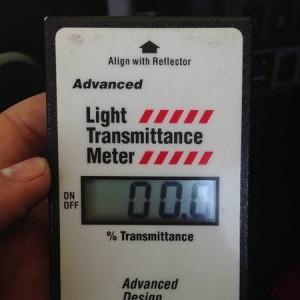 Align with Reflector
Advanced
Light
Transmittance
Meter
ON
OFF
00.0
% Transmittance
Advanced
Design